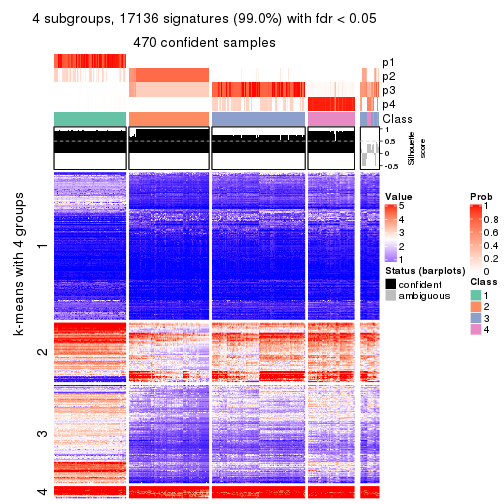 4 subgroups, 17136 signatures (99.0%) with fdr < 0.05
470 confident samples
p1
p2
p3
p4
Class
1
0.5
0
-0.5
Silhouette
score
k-means with 4 groups
1
2
3
4
Value
5
4
3
2
1
Prob
1
0.8
0.6
0.4
0.2
0
Status (barplots)
confident
ambiguous
Class
1
2
3
4